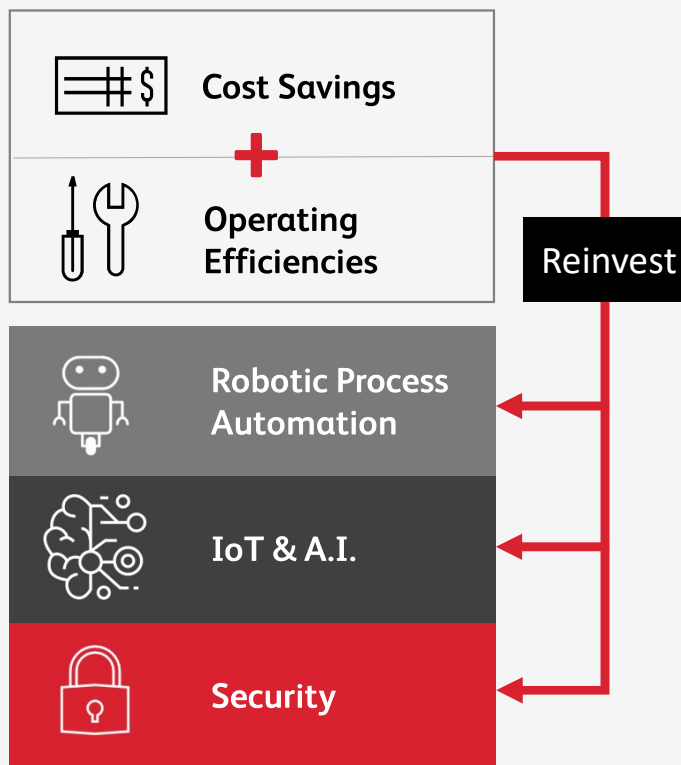 $ Cost Savings
Operating
Efficiencies
Reinvest
Robotic Process
Automation
IoT & A.I.
Security